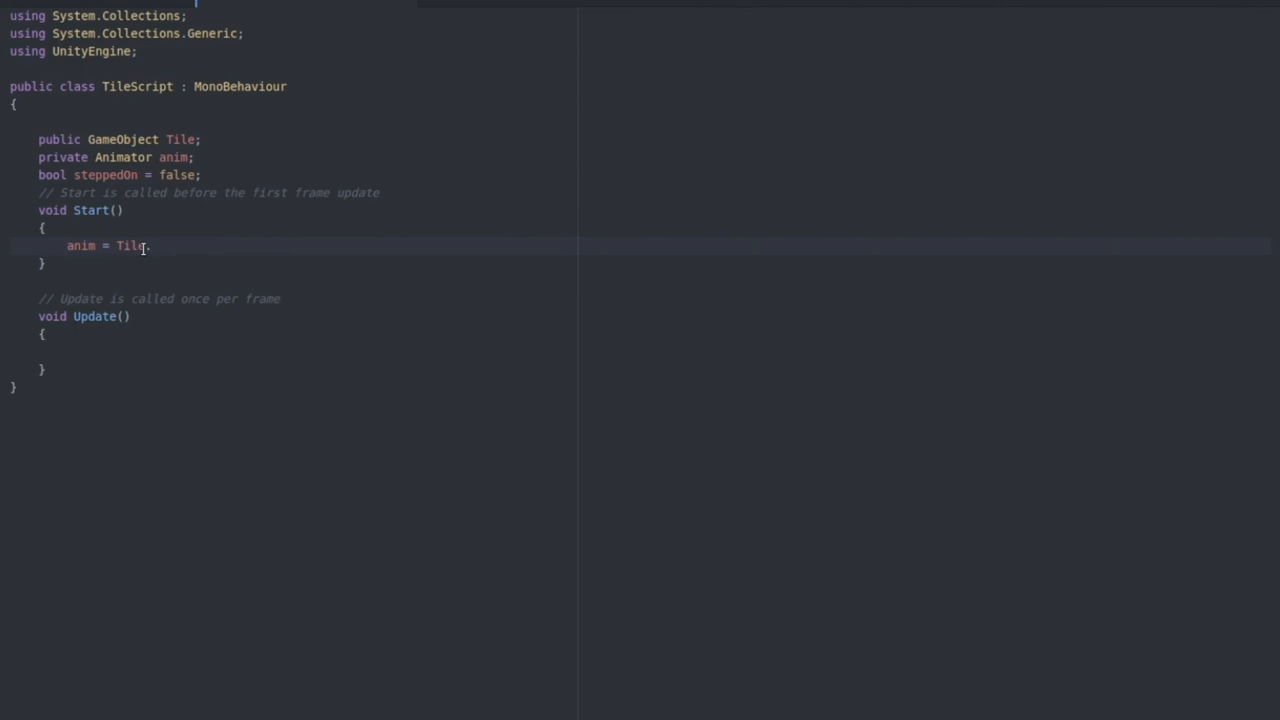 using System.Collections;
using System.Collections.Generic;
using UnityEngine;
public class TileScript : MonoBehaviour
{
public GameObject Tile;
private Animator anim;
bool steppedOn = false;
// Start is called before the first frame update
void Start()
{
anim = Tile.
}
// Update is called once per frame
void Update()
{
}
}